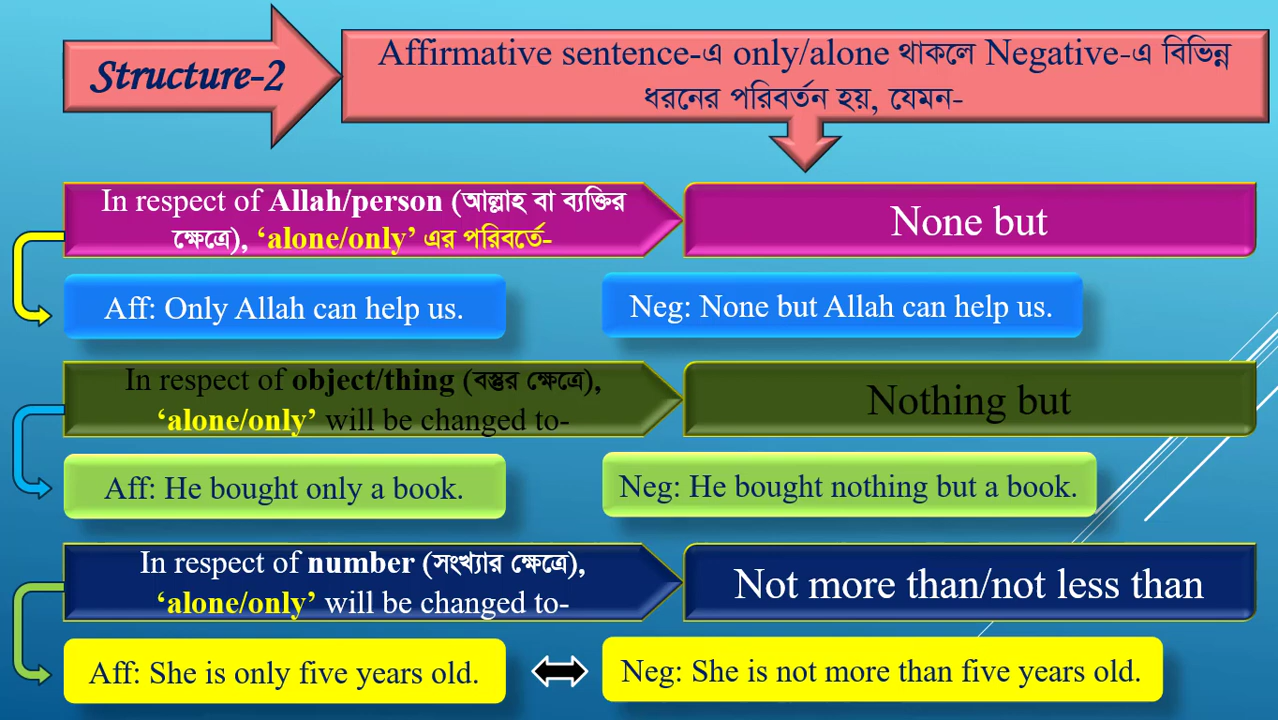 Structure-2
Affirmative sentence-এ only/alone থাকলে Negative-এ বিভিন্ন
ধরনের পরিবর্তন হয়, যেমন-
In respect of Allah/person (আল্লাহ বা ব্যক্তির
ক্ষেত্রে), ‘alone/only’ এর পরিবর্তে-
None but
Aff: Only Allah can help us.
Neg: None but Allah can help us.
In respect of object/thing (বস্তুর ক্ষেত্রে),
‘alone/only’ will be changed to-
Nothing but
Aff: He bought only a book.
Neg: He bought nothing but a book.
In respect of number (সংখ্যার ক্ষেত্রে),
‘alone/only’ will be changed to-
Not more than/not less than
Aff: She is only five years old.
Neg: She is not more than five years old.